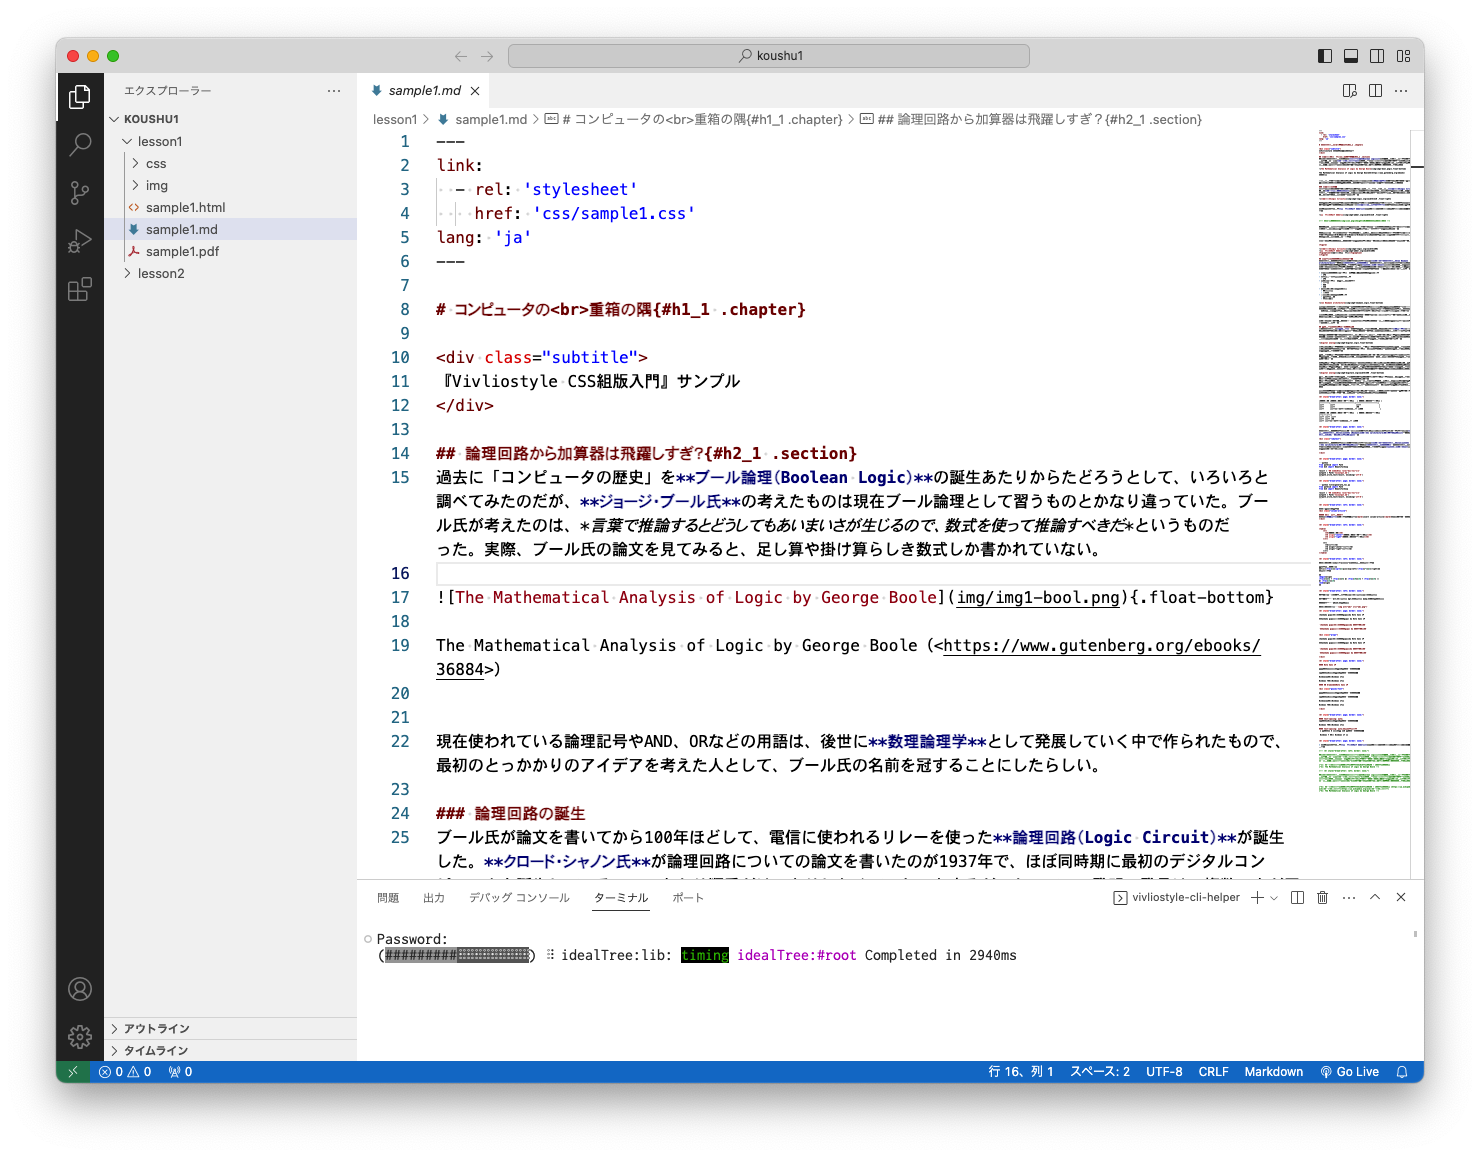 koushu1
エクスプローラー
KOUSHU1
lesson1
css
img
sample1.html
sample1.md
sample1.pdf
lesson2
アウトライン
タイムライン
sample1.md
lesson1 > sample1.md > # コンピュータの<br>重箱の隅{#h1_1 .chapter} > ## 論理回路から加算器は飛躍しすぎ?{#h2_1 .section}
1 ---
2 link:
3 - rel: 'stylesheet'
4 href: 'css/sample1.css'
5 lang: 'ja'
6 ---
7
8 # コンピュータの<br>重箱の隅{#h1_1 .chapter}
9
10 <div class="subtitle">
11 『Vivliostyle CSS組版入門』サンプル
12 </div>
13
14 ## 論理回路から加算器は飛躍しすぎ?{#h2_1 .section}
15 過去に「コンピュータの歴史」を**ブール論理(Boolean Logic)**の誕生あたりからたどろうとして、いろいろと
調べてみたのだが、**ジョージ・ブール氏**の考えたものは現在ブール論理として習うものとかなり違っていた。ブー
ル氏が考えたのは、*言葉で推論するとどうしてもあいまいさが生じるので、数式を使って推論すべきだ*というものだ
った。実際、ブール氏の論文を見てみると、足し算や掛け算らしき数式しか書かれていない。
16
17 ![The Mathematical Analysis of Logic by George Boole](img/img1-bool.png){.float-bottom}
18
19 The Mathematical Analysis of Logic by George Boole (<https://www.gutenberg.org/ebooks/
36884>)
20
21
22 現在使われている論理記号やAND、ORなどの用語は、後世に**数理論理学**として発展していく中で作られたもので、
最初のとっかかりのアイデアを考えた人として、ブール氏の名前を冠することにしたらしい。
23
24 ### 論理回路の誕生
25 ブール氏が論文を書いてから100年ほどして、電信に使われるリレーを使った**論理回路(Logic Circuit)**が誕生
した。**クロード・シャノン氏**が論理回路についての論文を書いたのが1937年で、ほぼ同時期に最初のデジタルコン
問題 出力 デバッグ コンソール ターミナル ポート
vivliostyle-cli-helper
Password:
(#########) ⠿ idealTree:lib: timing idealTree:#root Completed in 2940ms
0 0 0
行 16、列 1 スペース: 2 UTF-8 CRLF Markdown Go Live